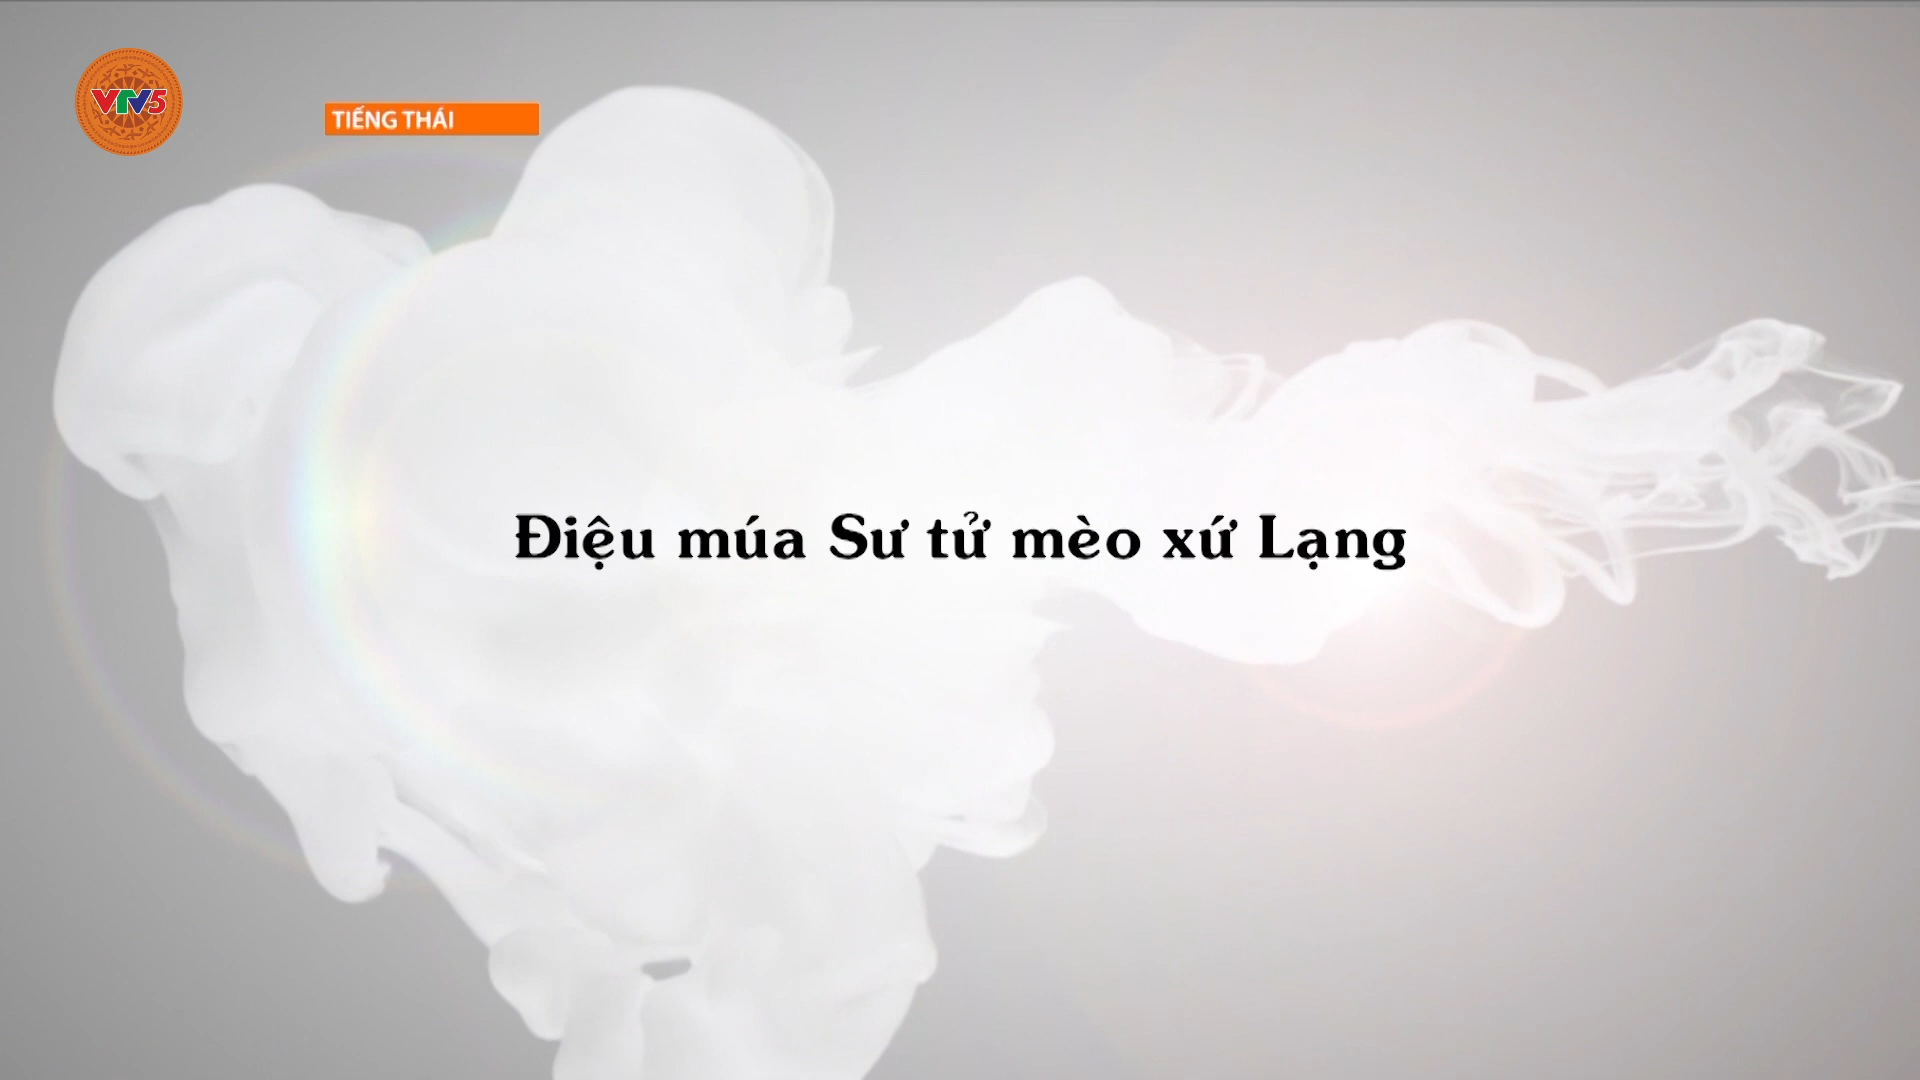 VTV5
TIẾNG THÁI
Điệu múa Sư tử mèo xứ Lạng